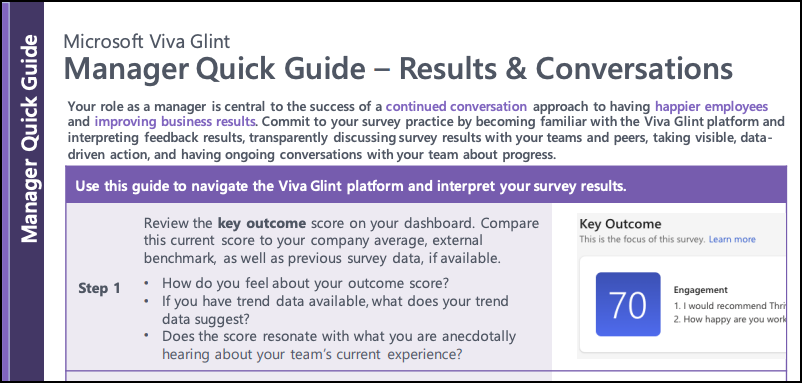 Manager Quick Guide
Microsoft Viva Glint
Manager Quick Guide – Results & Conversations
Your role as a manager is central to the success of a continued conversation approach to having happier employees
and improving business results. Commit to your survey practice by becoming familiar with the Viva Glint platform and
interpreting feedback results, transparently discussing survey results with your teams and peers, taking visible, data-
driven action, and having ongoing conversations with your team about progress.
Use this guide to navigate the Viva Glint platform and interpret your survey results.
Step 1
Review the key outcome score on your dashboard. Compare
this current score to your company average, external
benchmark, as well as previous survey data, if available.
• How do you feel about your outcome score?
• If you have trend data available, what does your trend
data suggest?
• Does the score resonate with what you are anecdotally
hearing about your team's current experience?
Key Outcome
This is the focus of this survey. Learn more
70
Engagement
1. I would recommend
2. How happy are you